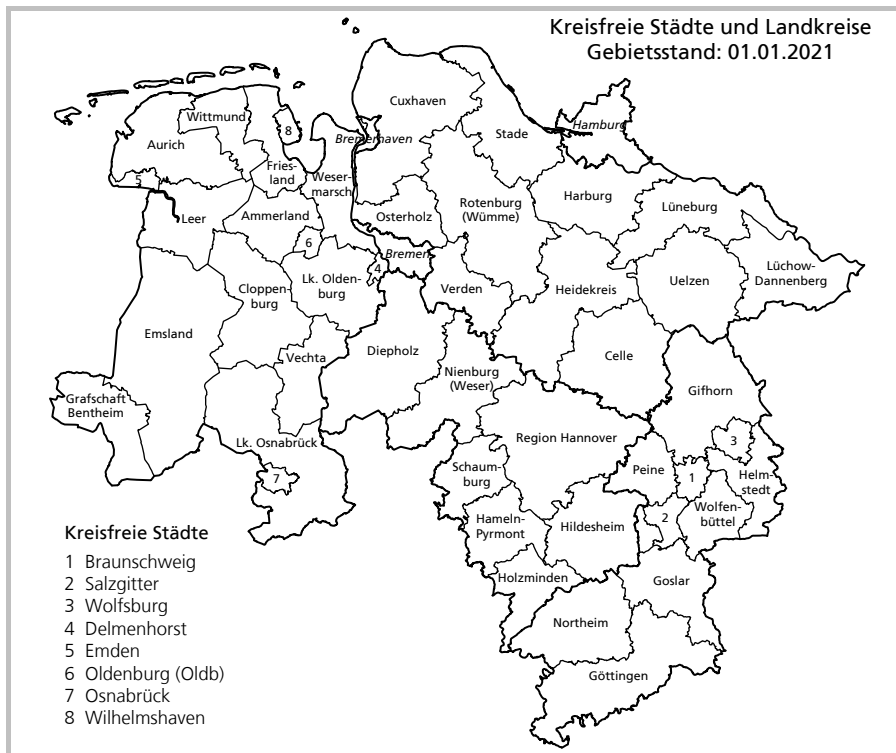 Kreisfreie Städte und Landkreise
Gebietsstand: 01.01.2021
Cuxhaven
Wittmund
8
Stade
Hamburg
Bremerhaven
Aurich
Fries-
land
Weser-
marsch
5
Harburg
Rotenburg
(Wümme)
Lüneburg
Leer
Ammerland
Osterholz
6
Bremen
4
Lüchow-
Dannenberg
Lk. Olden-
burg
Uelzen
Cloppen-
burg
Verden
Heidekreis
Emsland
Diepholz
Celle
Vechta
Nienburg
(Weser)
Gifhorn
Grafschaft
Bentheim
Region Hannover
3
Lk. Osnabrück
Schaum-
burg
Peine
1
Helm-
stedt
7
Wolfen-
büttel
2
Hameln-
Pyrmont
Hildesheim
Holzminden
Goslar
Northeim
Göttingen
Kreisfreie Städte
1 Braunschweig
2 Salzgitter
3 Wolfsburg
4 Delmenhorst
5 Emden
6 Oldenburg (Oldb)
7 Osnabrück
8 Wilhelmshaven